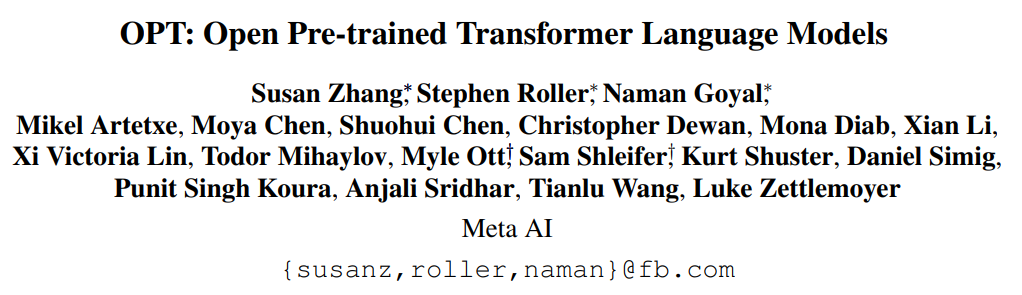 OPT: Open Pre-trained Transformer Language Models
Susan Zhang,* Stephen Roller,* Naman Goyal,*
Mikel Artetxe, Moya Chen, Shuohui Chen, Christopher Dewan, Mona Diab, Xian Li,
Xi Victoria Lin, Todor Mihaylov, Myle Ott,† Sam Shleifer,† Kurt Shuster, Daniel Simig,
Punit Singh Koura, Anjali Sridhar, Tianlu Wang, Luke Zettlemoyer
Meta AI
{susanz,roller,naman}@fb.com